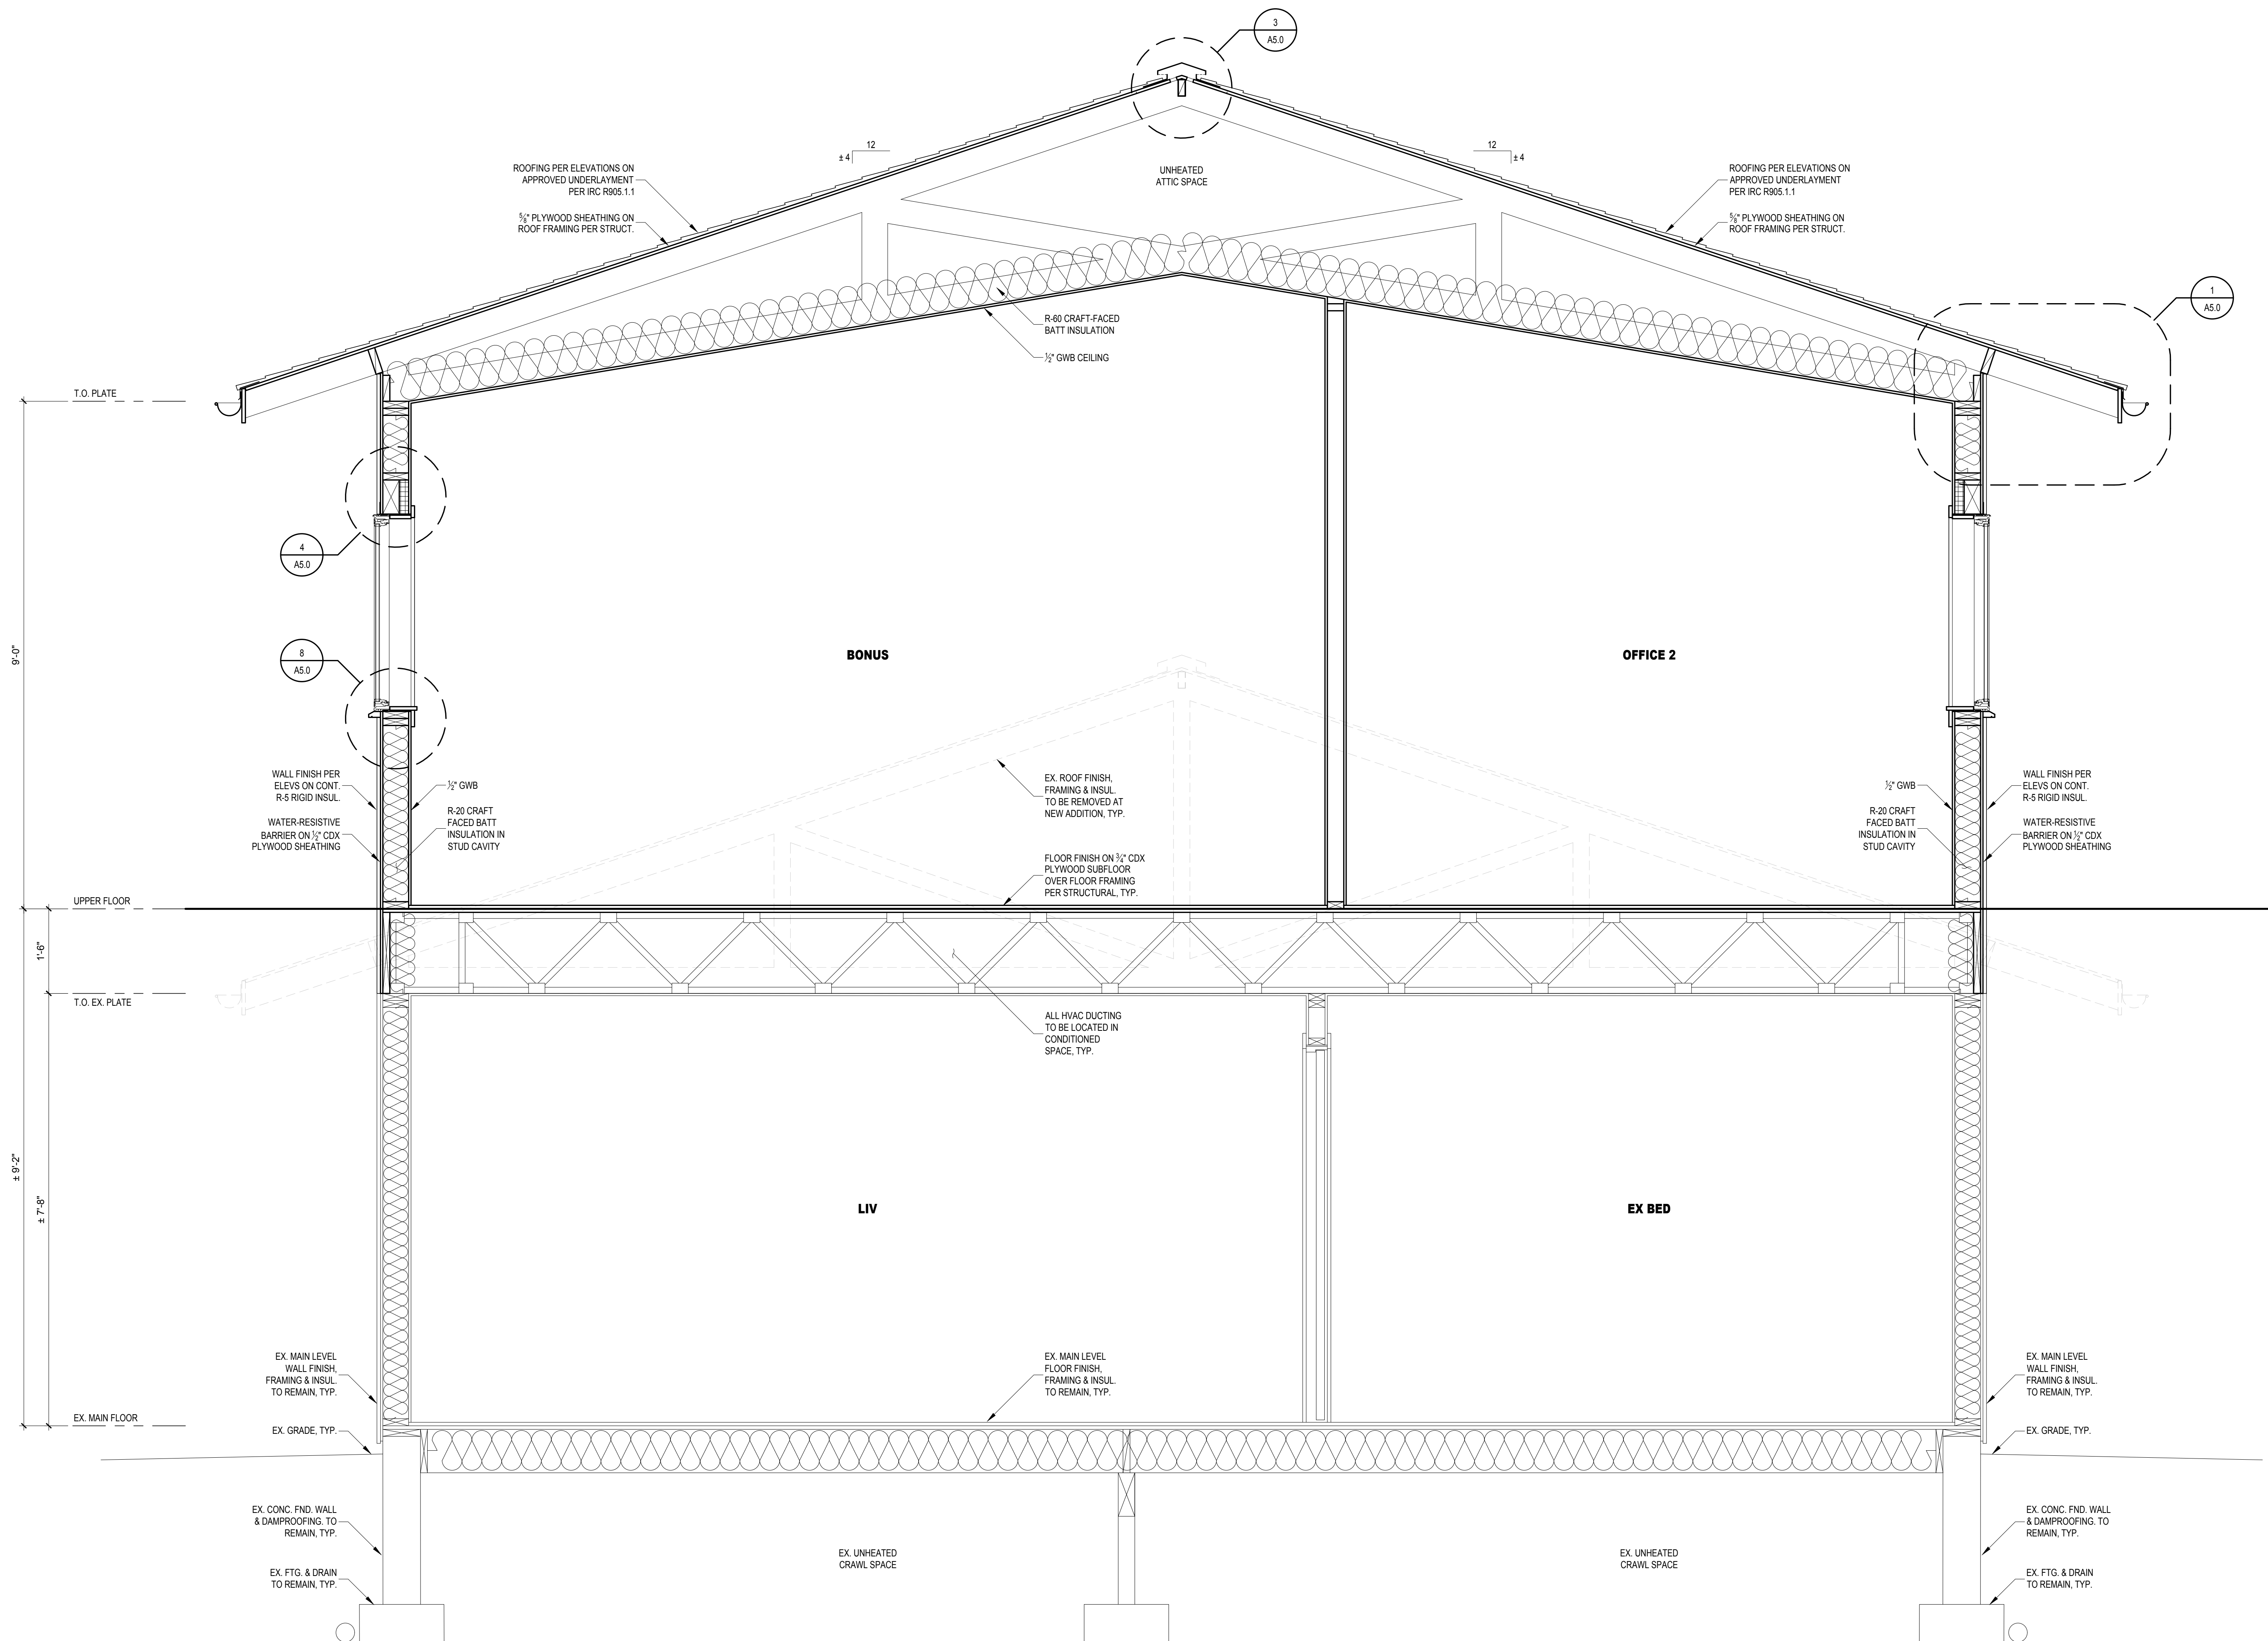 3
A5.0
12
± 4
12
± 4
UNHEATED
ATTIC SPACE
ROOFING PER ELEVATIONS ON
APPROVED UNDERLAYMENT
PER IRC R905.1.1
⅝" PLYWOOD SHEATHING ON
ROOF FRAMING PER STRUCT.
ROOFING PER ELEVATIONS ON
APPROVED UNDERLAYMENT
PER IRC R905.1.1
⅝" PLYWOOD SHEATHING ON
ROOF FRAMING PER STRUCT.
1
A5.0
R-60 CRAFT-FACED
BATT INSULATION
½" GWB CEILING
T.O. PLATE
4
A5.0
9'-0"
8
A5.0
BONUS
OFFICE 2
WALL FINISH PER
ELEVS ON CONT.
R-5 RIGID INSUL.
WATER-RESISTIVE
BARRIER ON ½" CDX
PLYWOOD SHEATHING
½" GWB
R-20 CRAFT
FACED BATT
INSULATION IN
STUD CAVITY
EX. ROOF FINISH,
FRAMING & INSUL.
TO BE REMOVED AT
NEW ADDITION, TYP.
FLOOR FINISH ON ¾" CDX
PLYWOOD SUBFLOOR
OVER FLOOR FRAMING
PER STRUCTURAL, TYP.
½" GWB
R-20 CRAFT
FACED BATT
INSULATION IN
STUD CAVITY
WALL FINISH PER
ELEVS ON CONT.
R-5 RIGID INSUL.
WATER-RESISTIVE
BARRIER ON ½" CDX
PLYWOOD SHEATHING
UPPER FLOOR
1'-6"
T.O. EX. PLATE
ALL HVAC DUCTING
TO BE LOCATED IN
CONDITIONED
SPACE, TYP.
± 9'-2"
± 7'-8"
LIV
EX BED
EX. MAIN LEVEL
WALL FINISH,
FRAMING & INSUL.
TO REMAIN, TYP.
EX. MAIN LEVEL
FLOOR FINISH,
FRAMING & INSUL.
TO REMAIN, TYP.
EX. MAIN LEVEL
WALL FINISH,
FRAMING & INSUL.
TO REMAIN, TYP.
EX. MAIN FLOOR
EX. GRADE, TYP.
EX. GRADE, TYP.
EX. CONC. FND. WALL
& DAMPROOFING. TO
REMAIN, TYP.
EX. CONC. FND. WALL
& DAMPROOFING. TO
REMAIN, TYP.
EX. UNHEATED
CRAWL SPACE
EX. UNHEATED
CRAWL SPACE
EX. FTG. & DRAIN
TO REMAIN, TYP.
EX. FTG. & DRAIN
TO REMAIN, TYP.